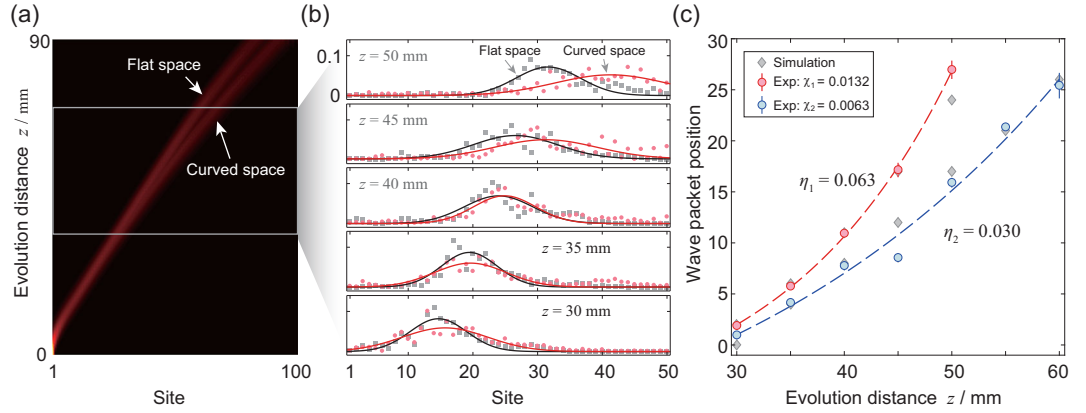 (a)
90
Flat space
Curved space
Evolution distance z / mm
0
1
100
Site
(b)
0.1
0
z = 50 mm
Flat space
Curved space
z = 45 mm
z = 40 mm
z = 35 mm
z = 30 mm
1
10
20
30
40
50
Site
(c)
30
25
20
15
10
5
0
Wave packet position
Simulation
Exp: χ₁ = 0.0132
Exp: χ₂ = 0.0063
η₁ = 0.063
η₂ = 0.030
30
35
40
45
50
55
60
Evolution distance z / mm